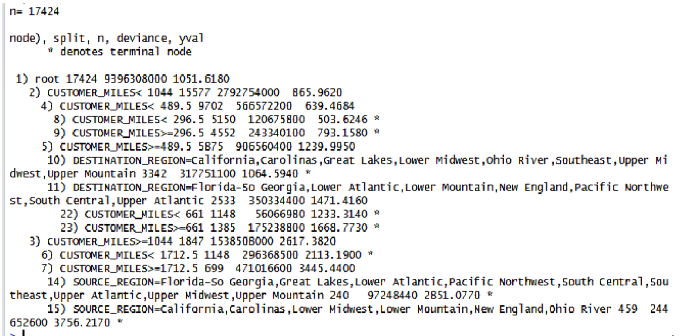 n= 17424
node), split, n, deviance, yval
* denotes terminal node
1) root 17424 9396308000 1051.6180
2) CUSTOMER_MILES< 1044 15577 2792754000 865.9620
4) CUSTOMER_MILES< 489.5 9702 566572200 639.4684
8) CUSTOMER_MILES< 296.5 5150 120675800 503.6246 *
9) CUSTOMER_MILES>=296.5 4552 243340100 793.1580 *
5) CUSTOMER_MILES>=489.5 5875 906560400 1239.9950
10) DESTINATION_REGION=California,Carolinas,Great Lakes,Lower Midwest,Ohio River,Southeast,Upper Mi
dwest,Upper Mountain 3342 317751100 1064.5940 *
11) DESTINATION_REGION=Florida-So Georgia,Lower Atlantic,Lower Mountain,New England,Pacific Northwe
st,South Central,Upper Atlantic 2533 350334400 1471.4160
22) CUSTOMER_MILES< 661 1148 56066980 1233.3140 *
23) CUSTOMER_MILES>=661 1385 175238800 1668.7730 *
3) CUSTOMER_MILES>=1044 1847 1538508000 2617.3820
6) CUSTOMER_MILES< 1712.5 1148 296368500 2113.1900 *
7) CUSTOMER_MILES>=1712.5 699 471016600 3445.4400
14) SOURCE_REGION=Florida-So Georgia,Great Lakes,Lower Atlantic,Pacific Northwest,South Central,Sou
theast,Upper Atlantic,Upper Midwest,Upper Mountain 240 97248440 2851.0770 *
15) SOURCE_REGION=California,Carolinas,Lower Midwest,Lower Mountain,New England,Ohio River 459 244
652600 3756.2170 *
>